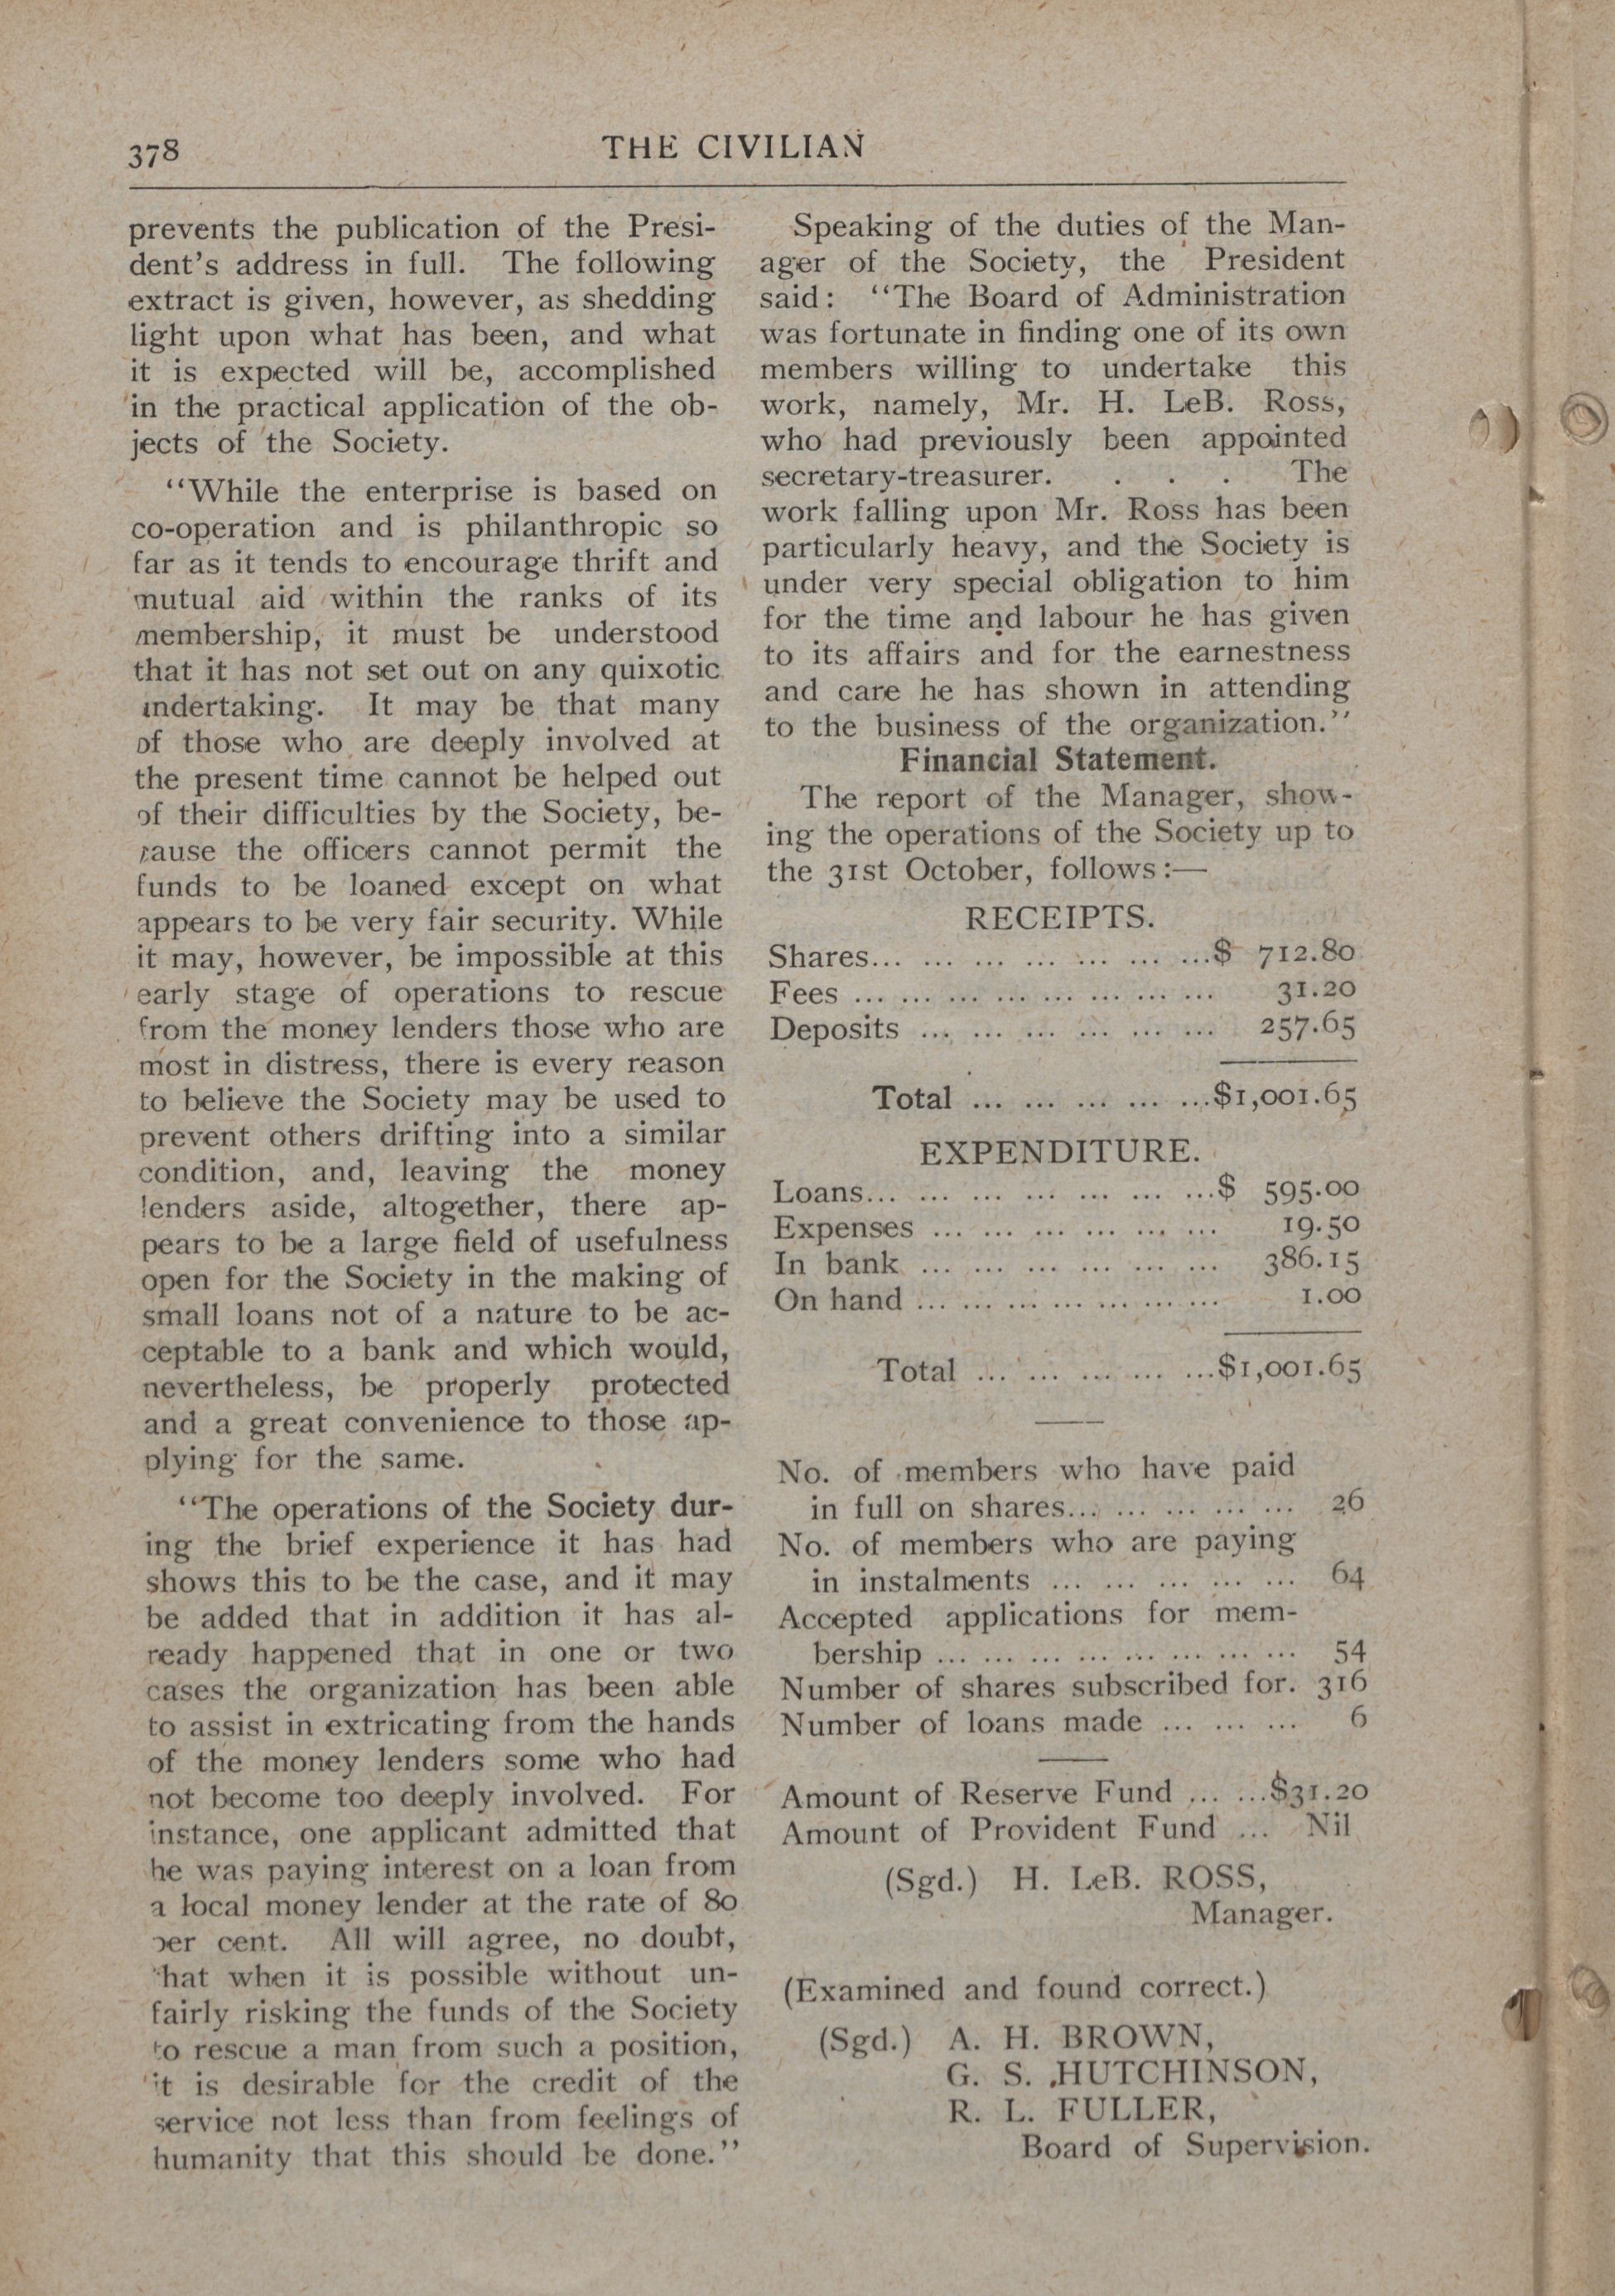 378
THE CIVILIAN
prevents the publication of the Presi-
dent's address in full. The following
extract is given, however, as shedding
light upon what has been, and what
it is expected will be, accomplished
in the practical application of the ob-
jects of the Society.
"While the enterprise is based on
co-operation and is philanthropic so
far as it tends to encourage thrift and
mutual aid within the ranks of its
membership, it must be understood
that it has not set out on any quixotic
undertaking. It may be that many
of those who are deeply involved at
the present time cannot be helped out
of their difficulties by the Society, be-
cause the officers cannot permit the
funds to be loaned except on what
appears to be very fair security. While
it may, however, be impossible at this
early stage of operations to rescue
from the money lenders those who are
most in distress, there is every reason
to believe the Society may be used to
prevent others drifting into a similar
condition, and, leaving the money
lenders aside, altogether, there ap-
pears to be a large field of usefulness
open for the Society in the making of
small loans not of a nature to be ac-
ceptable to a bank and which would,
nevertheless, be properly protected
and a great convenience to those ap-
plying for the same.
"The operations of the Society dur-
ing the brief experience it has had
shows this to be the case, and it may
be added that in addition it has al-
ready happened that in one or two
cases the organization has been able
to assist in extricating from the hands
of the money lenders some who had
not become too deeply involved. For
instance, one applicant admitted that
he was paying interest on a loan from
a local money lender at the rate of 80
per cent. All will agree, no doubt,
that when it is possible without un-
fairly risking the funds of the Society
to rescue a man from such a position,
it is desirable for the credit of the
service not less than from feelings of
humanity that this should be done."
Speaking of the duties of the Man-
ager of the Society, the President
said: "The Board of Administration
was fortunate in finding one of its own
members willing to undertake this
work, namely, Mr. H. LeB. Ross,
who had previously been appointed
secretary-treasurer. . . . The
work falling upon Mr. Ross has been
particularly heavy, and the Society is
under very special obligation to him
for the time and labour he has given
to its affairs and for the earnestness
and care he has shown in attending
to the business of the organization."
Financial Statement.
The report of the Manager, show-
ing the operations of the Society up to
the 31st October, follows:—
RECEIPTS.
Shares... ... ... ... ... ... ...$ 712.80
Fees ... ... ... ... ... ... ... ... 31.20
Deposits ... ... ... ... ... ... 257.65
Total ... ... ... ... ...$1,001.65
EXPENDITURE.
Loans... ... ... ... ... ... ...$ 595.00
Expenses ... ... ... ... ... ... 19.50
In bank ... ... ... ... ... ... 386.15
On hand ... ... ... ... ... ... ... 1.00
Total ... ... ... ... ...$1,001.65
No. of members who have paid
in full on shares... ... ... ... ... 26
No. of members who are paying
in instalments ... ... ... ... ... 64
Accepted applications for mem-
bership ... ... ... ... ... ... ... ... 54
Number of shares subscribed for. 316
Number of loans made ... ... ... 6
Amount of Reserve Fund ... ...$31.20
Amount of Provident Fund ... Nil
(Sgd.) H. LeB. ROSS,
Manager.
(Examined and found correct.)
(Sgd.) A. H. BROWN,
G. S. HUTCHINSON,
R. L. FULLER,
Board of Supervision.